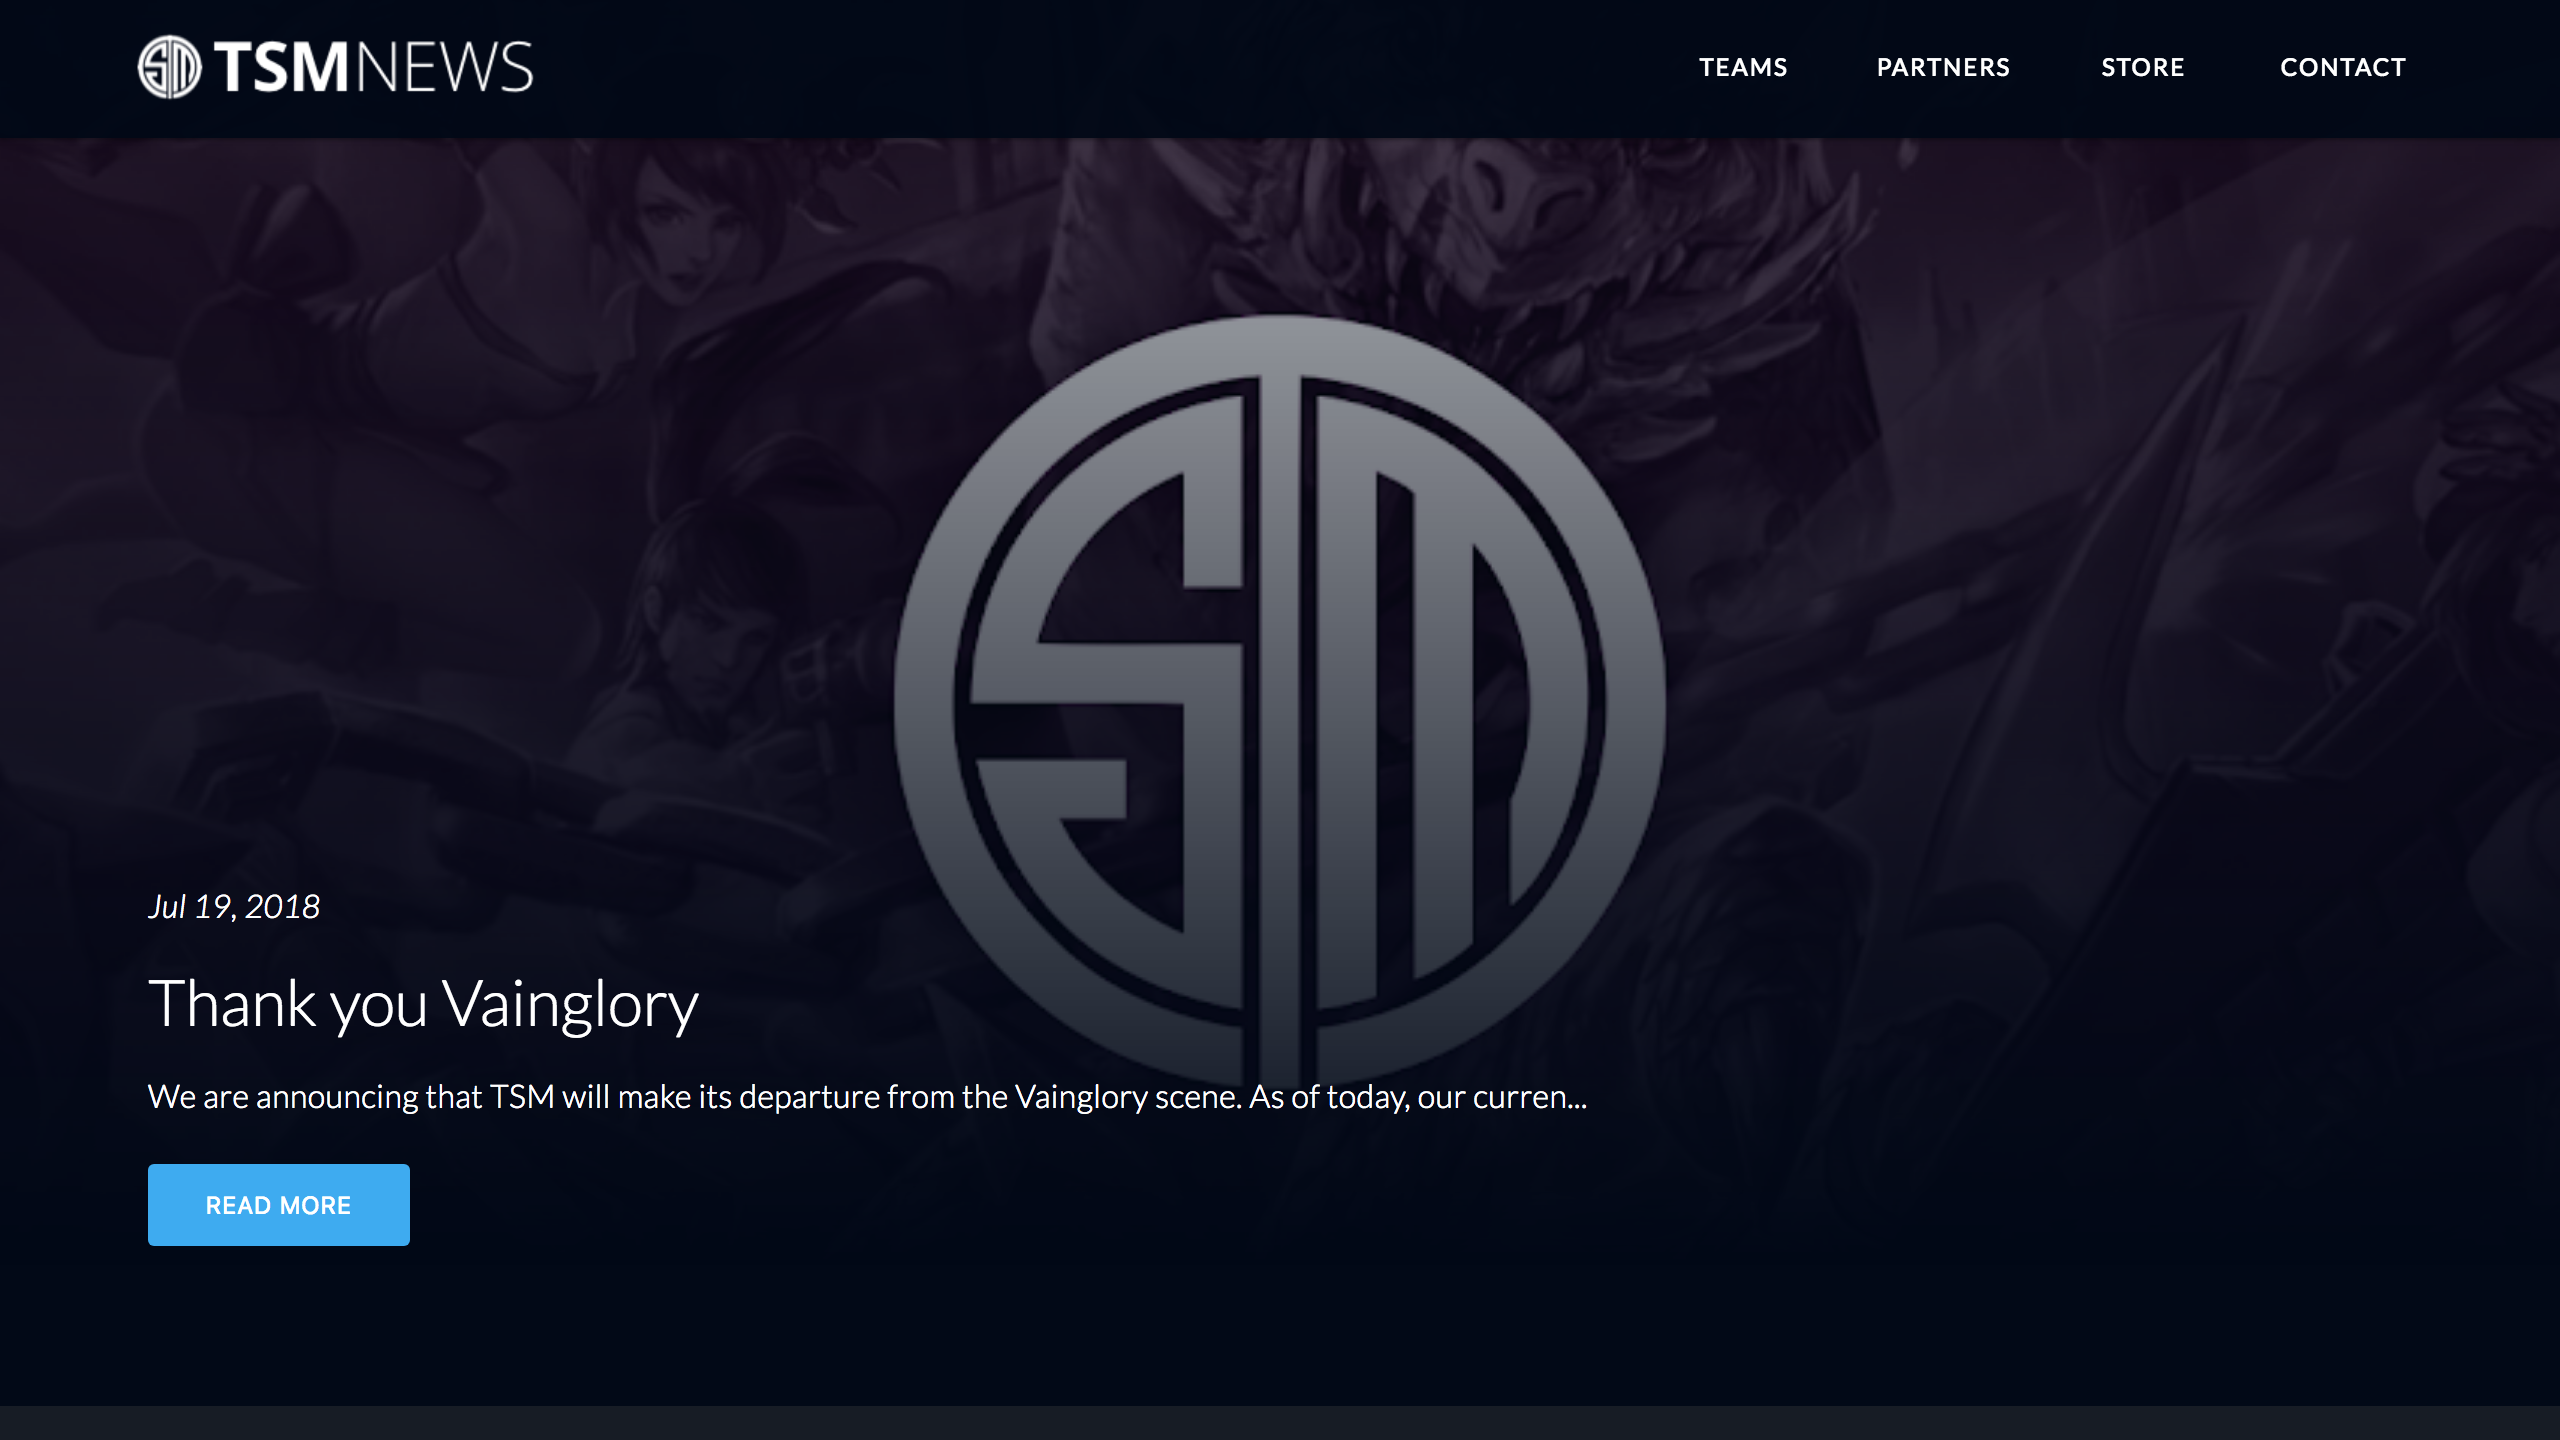 TSMNEWS
TEAMS PARTNERS STORE CONTACT
Jul 19, 2018
Thank you Vainglory
We are announcing that TSM will make its departure from the Vainglory scene. As of today, our curren...
READ MORE